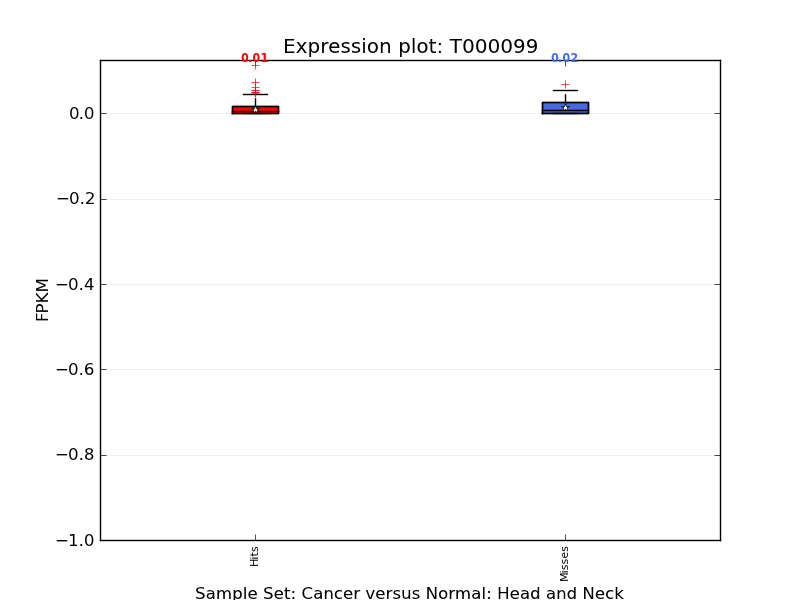 Expression plot: T000099
0.01
0.02
0.0
−0.2
−0.4
−0.6
−0.8
−1.0
FPKM
Hits
Misses
Sample Set: Cancer versus Normal: Head and Neck